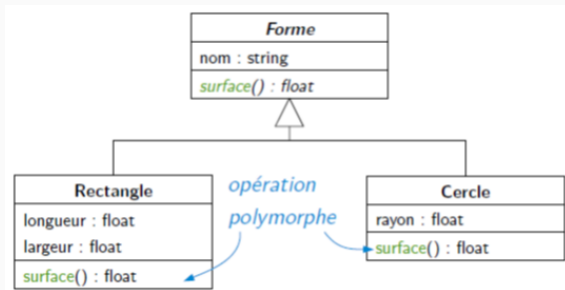 Forme
nom : string
surface() : float
Rectangle
longueur : float
largeur : float
surface() : float
opération
polymorphe
Cercle
rayon : float
surface() : float